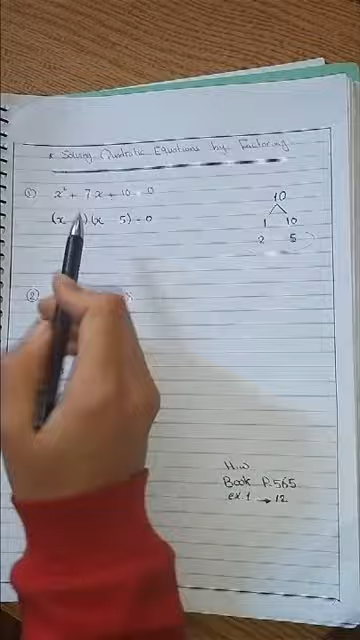 * Solving Quadratic Equations by Factoring
① x² + 7x + 10 = 0
(x )(x 5) = 0
10
1 10
2 5
②
H.W
Book P.565
ex 1 → 12